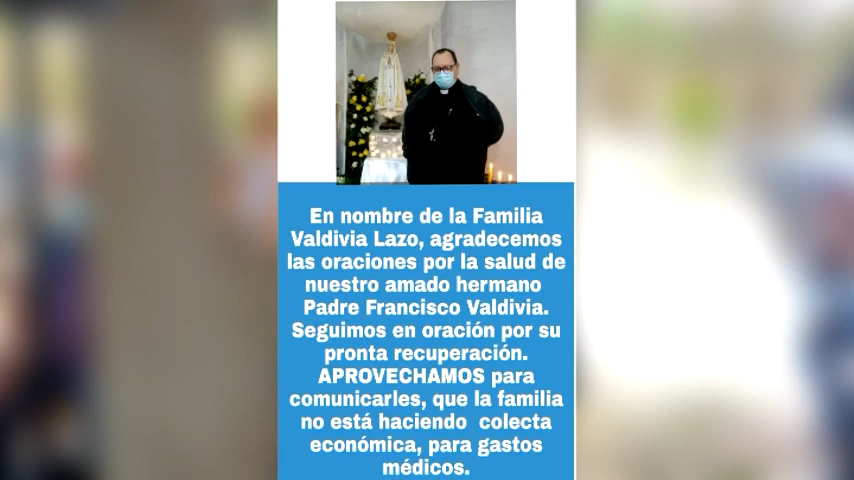 En nombre de la Familia
Valdivia Lazo, agradecemos
las oraciones por la salud de
nuestro amado hermano
Padre Francisco Valdivia.
Seguimos en oración por su
pronta recuperación.
APROVECHAMOS para
comunicarles, que la familia
no está haciendo colecta
económica, para gastos
médicos.